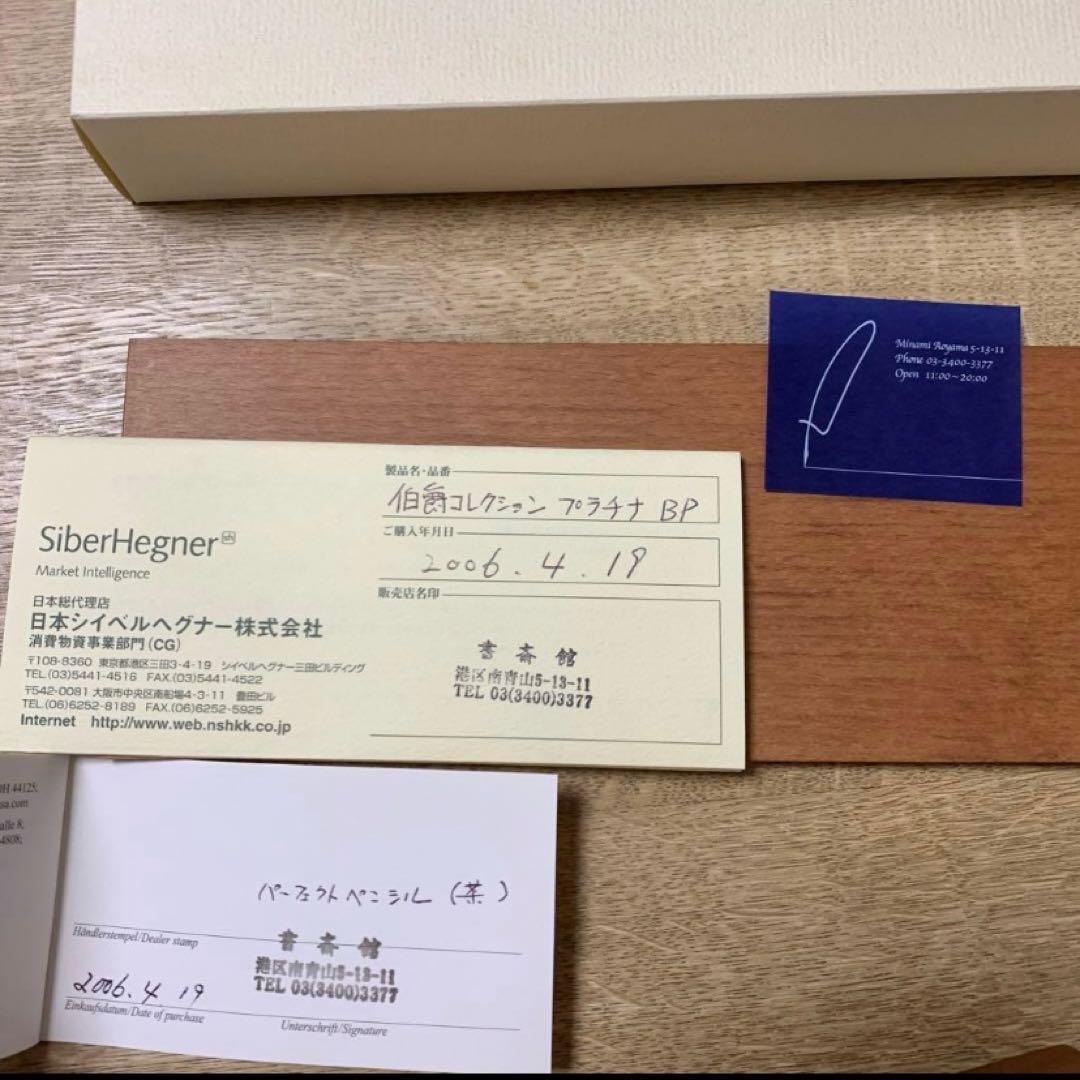 Minami Aoyama 5-13-11
Phone 03-3400-3377
Open 11:00~20:00
SiberHegner sh
Market Intelligence
日本総代理店
日本シイベルヘグナー株式会社
消費物資事業部門(CG)
〒108-8360 東京都港区三田3-4-19 シイベルヘグナー三田ビルディング
TEL.(03)5441-4516 FAX.(03)5441-4522
〒542-0081 大阪市中央区南船場4-3-11 豊田ビル
TEL.(06)6252-8189 FAX.(06)6252-5925
Internet http://www.web.nshkk.co.jp
製品名・品番
伯爵コレクション プラチナ BP
ご購入年月日
2006.4.19
販売店名印
書斎館
港区南青山5-13-11
TEL 03(3400)3377
OH 44125,
sa.com
alle 8,
4808;
パーフェクトペンシル(茶)
Händlerstempel/Dealer stamp
書斎館
港区南青山5-13-11
TEL 03(3400)3377
2006.4 19
Einkaufsdatum/Date of purchase
Unterschrift/Signature